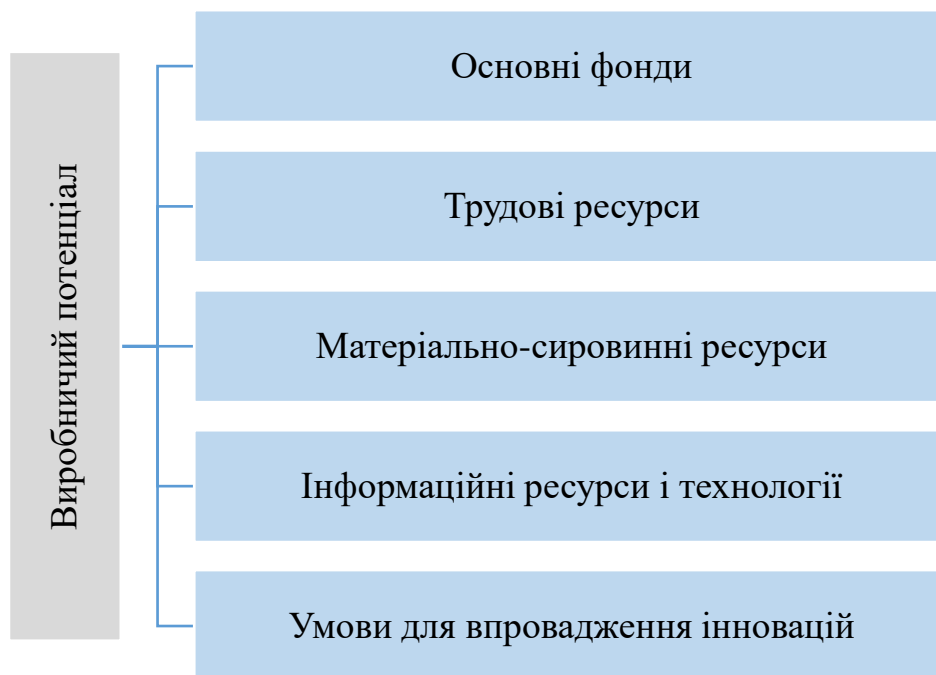 Виробничий потенціал
Основні фонди
Трудові ресурси
Матеріально-сировинні ресурси
Інформаційні ресурси і технології
Умови для впровадження інновацій